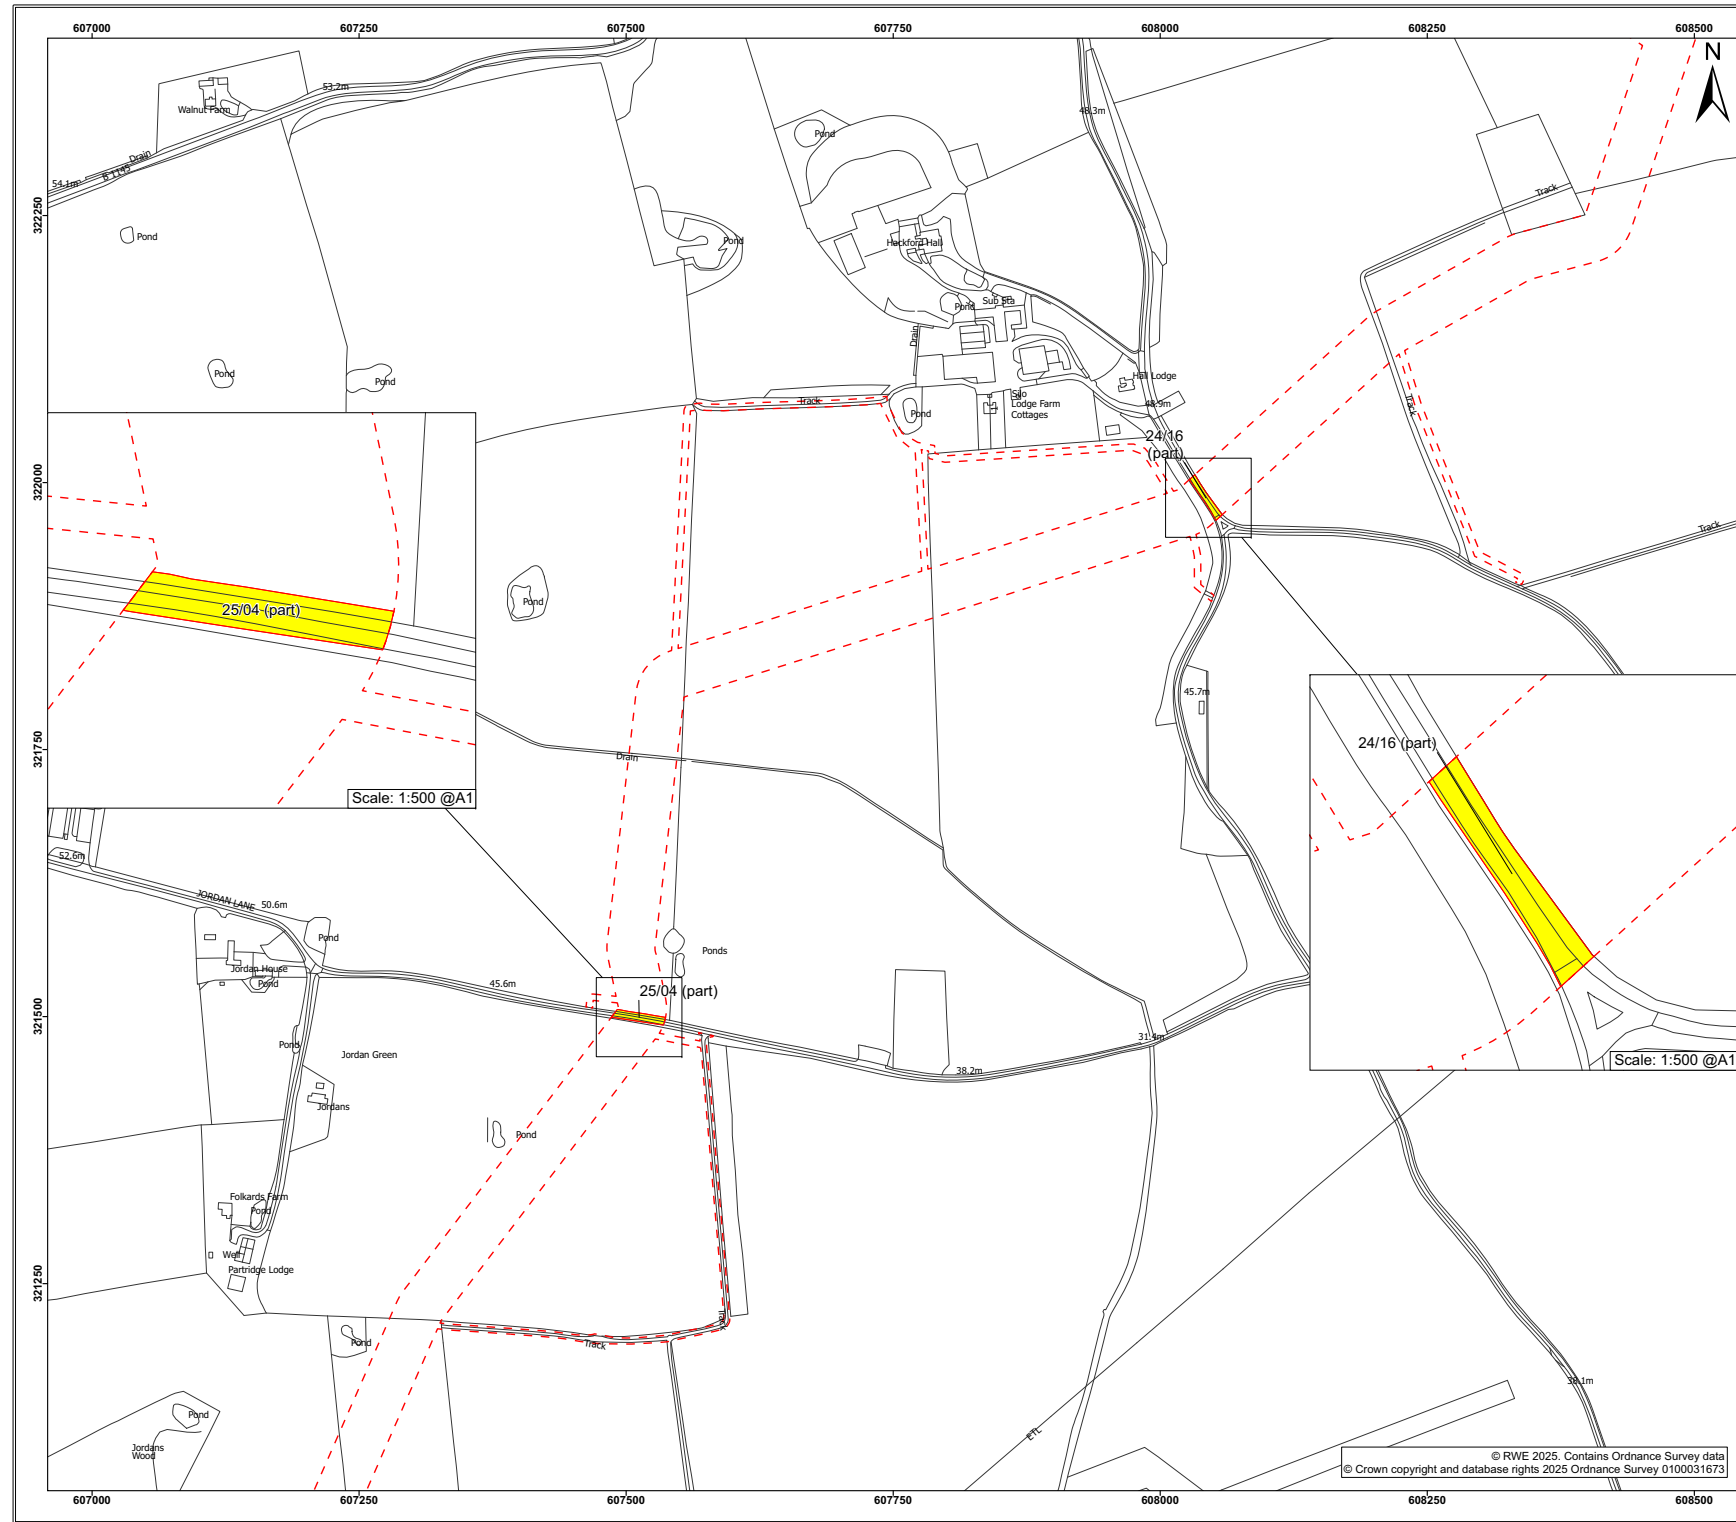 607000 607250 607500 607750 608000 608250 608500
N
53.2m
Walnut Farm
Drain
B 1145
54.1m
Pond
48.3m
Pond
Track
322250
Pond
Pond
Hackford Hall
Sub Sta
Pond
Drain
Pond
Pond
Hall Lodge
Track
Silo
Lodge Farm
Cottages
48.9m
Pond
Track
24/16
(part)
322000
Track
Pond
25/04 (part)
45.7m
24/16 (part)
321750
Drain
Scale: 1:500 @A1
52.6m
JORDAN LANE
50.6m
Pond
Ponds
Jordan House
Pond
45.6m
25/04 (part)
321500
Pond
Jordan Green
31.4m
38.2m
Scale: 1:500 @A1
Jordans
Pond
Folkards Farm
Pond
Well
Partridge Lodge
321250
Track
Pond
Track
38.1m
Pond
Jordans
Wood
ETL
© RWE 2025. Contains Ordnance Survey data
© Crown copyright and database rights 2025 Ordnance Survey 0100031673
607000 607250 607500 607750 608000 608250 608500